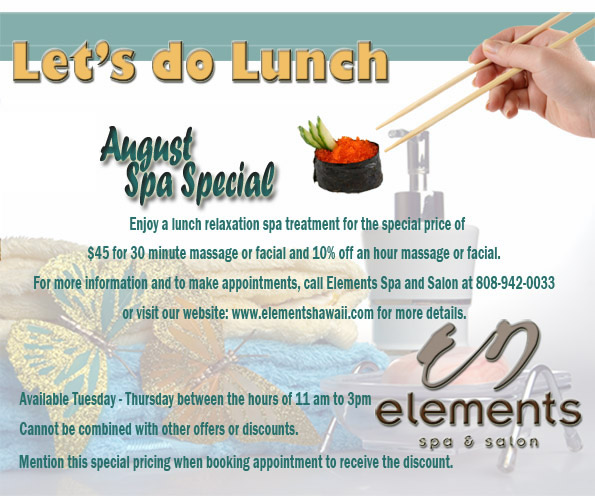 Let's do Lunch
August
Spa Special
Enjoy a lunch relaxation spa treatment for the special price of
$45 for 30 minute massage or facial and 10% off an hour massage or facial.
For more information and to make appointments, call Elements Spa and Salon at 808-942-0033
or visit our website: www.elementshawaii.com for more details.
Available Tuesday - Thursday between the hours of 11 am to 3pm
Cannot be combined with other offers or discounts.
Mention this special pricing when booking appointment to receive the discount.
elements
spa & salon